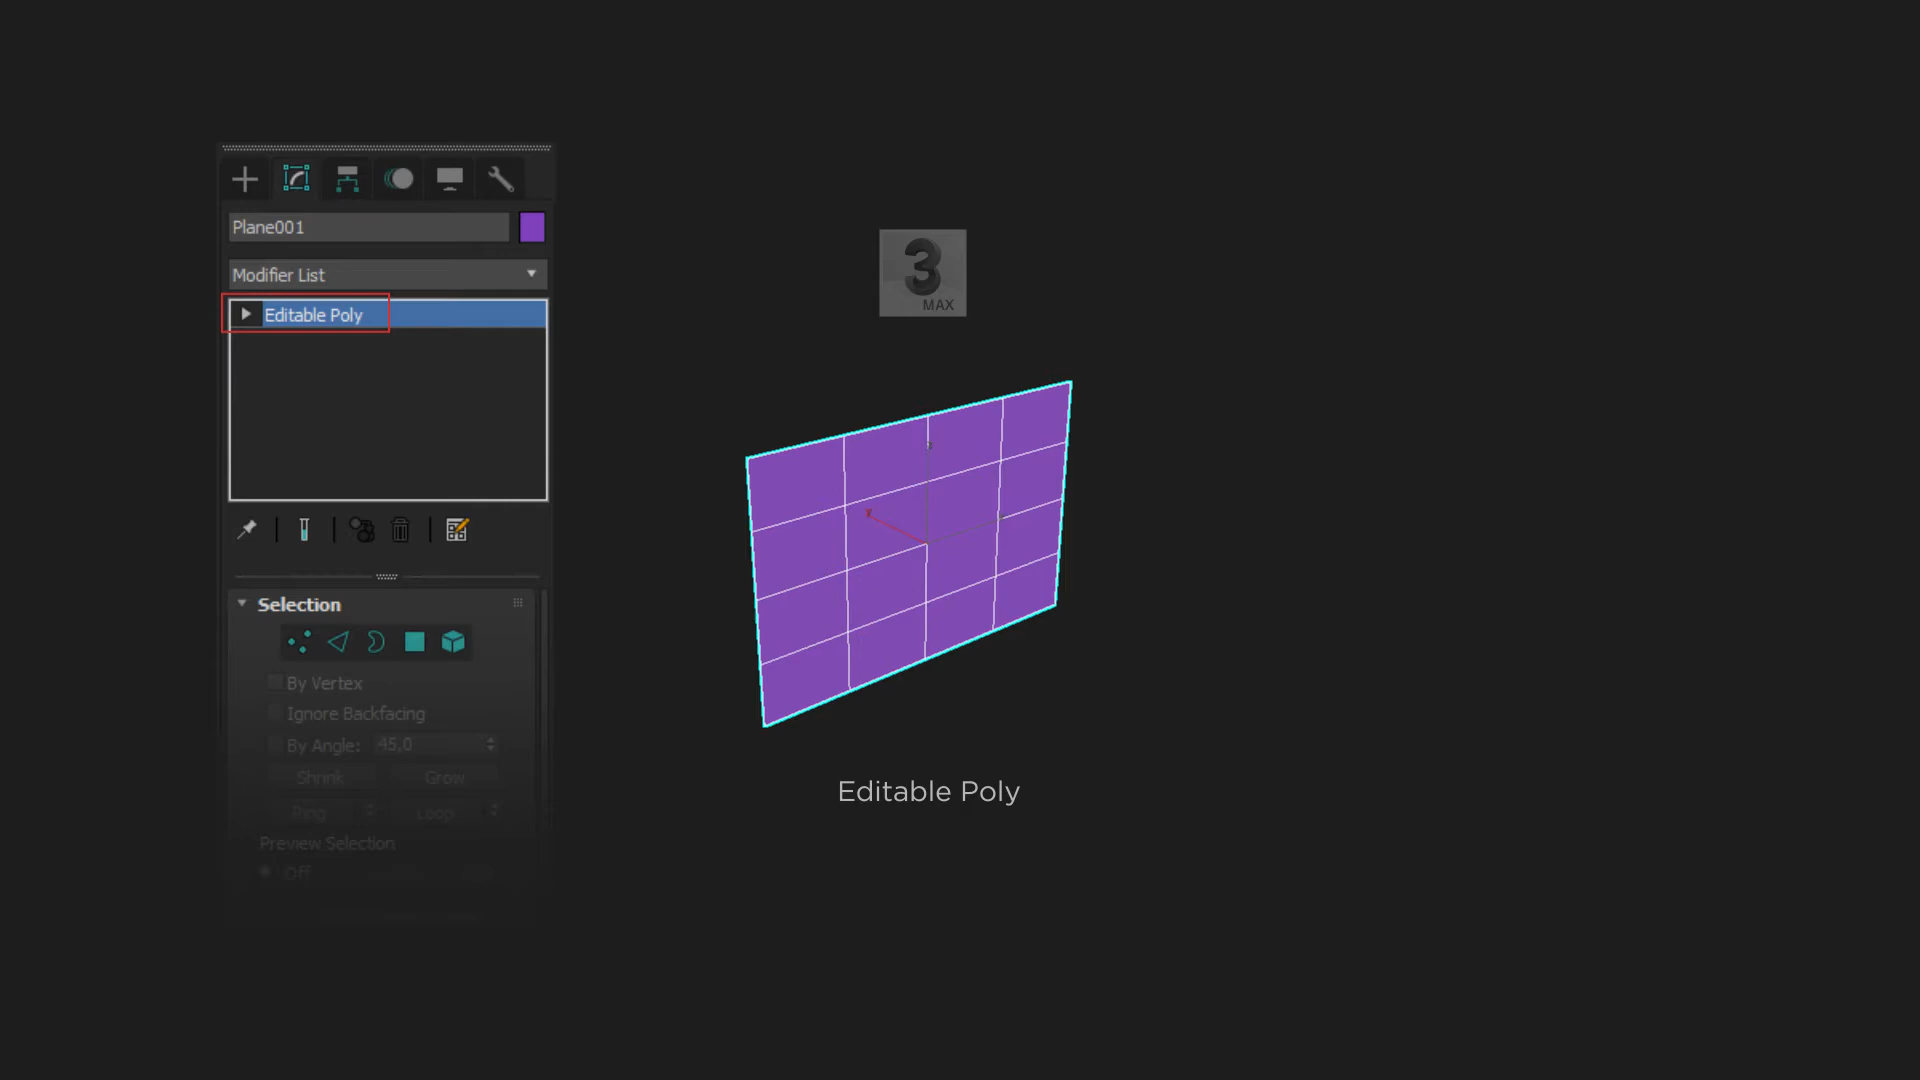 Plane001
Modifier List
Editable Poly
Selection
By Vertex
Ignore Backfacing
By Angle: 45.0
Shrink Grow
Ring Loop
Preview Selection
Off
3
MAX
Editable Poly